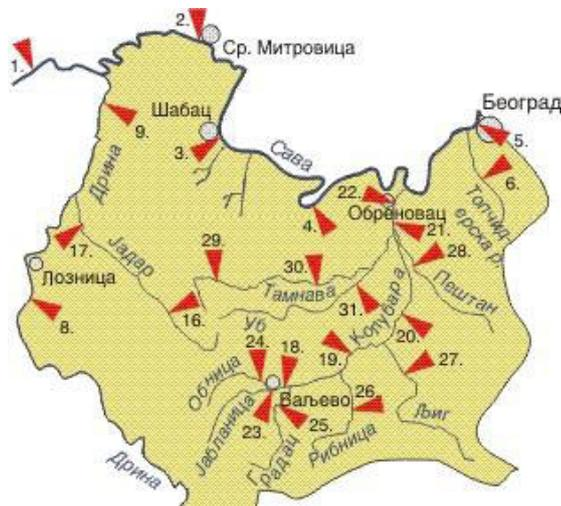 2.
Ср. Митровица
1.
Београд
Шабац
9.
5.
3.
Сава
6.
Дрина
Топчид
ерска р.
22.
Обреновац
4.
21.
17.
Јадар
29.
28.
Лозница
30.
Тамнава
Пештан
8.
16.
31.
Колубара
Уб
20.
24.
18.
19.
27.
Обница
Ваљево
26.
Љиг
Јабланица
23.
25.
Рибница
Градац
Дрина